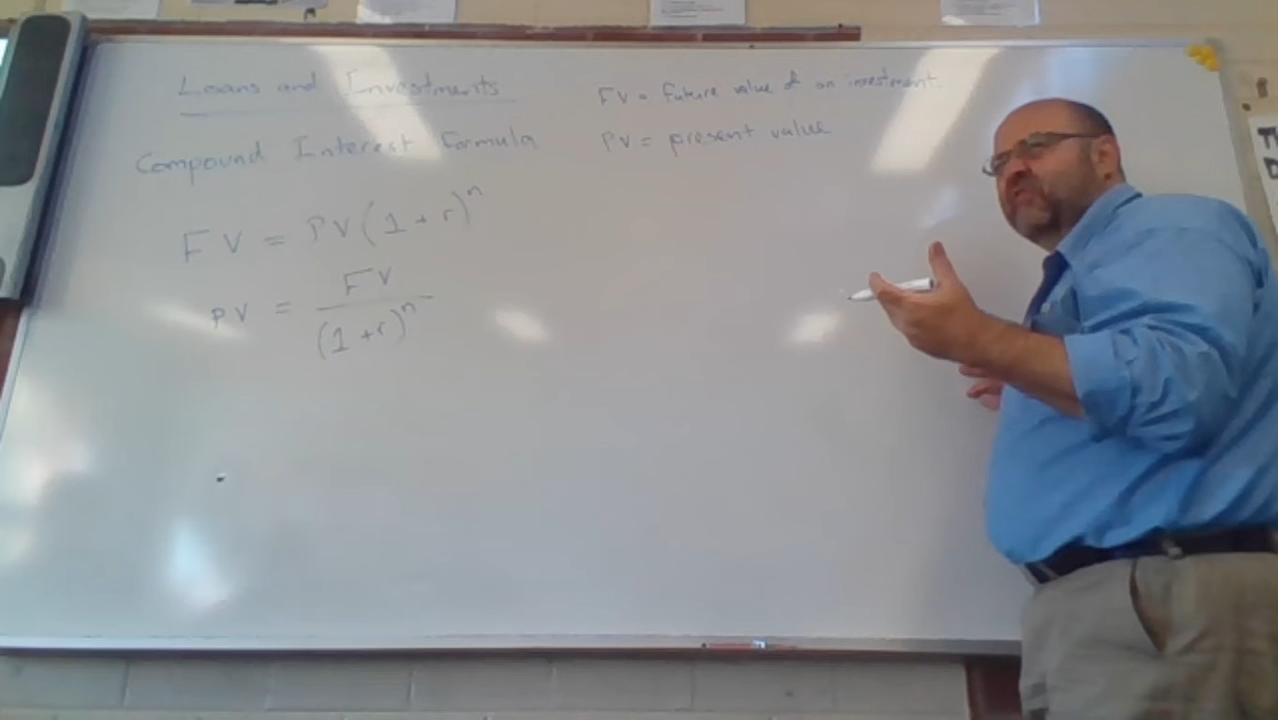 Loans and Investments
Compound Interest Formula
FV = PV(1+r)^n
PV = FV/(1+r)^n
FV = future value of an investment.
PV = present value